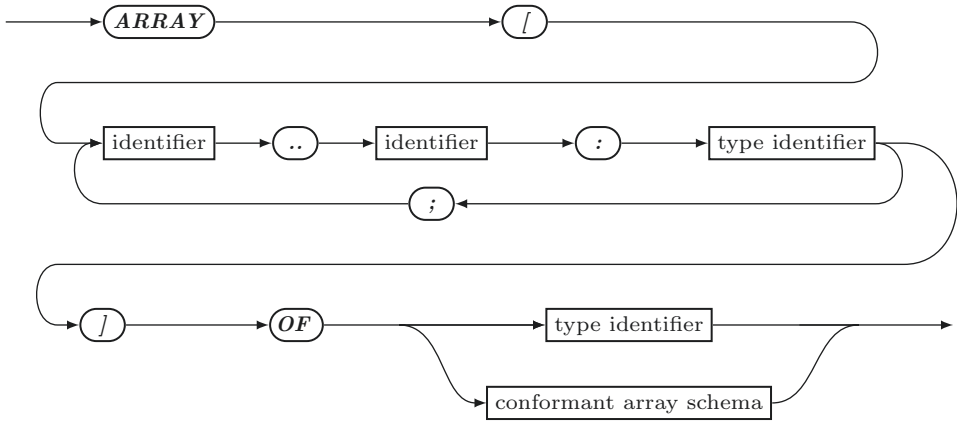 ARRAY [
identifier .. identifier : type identifier
;
] OF type identifier
conformant array schema